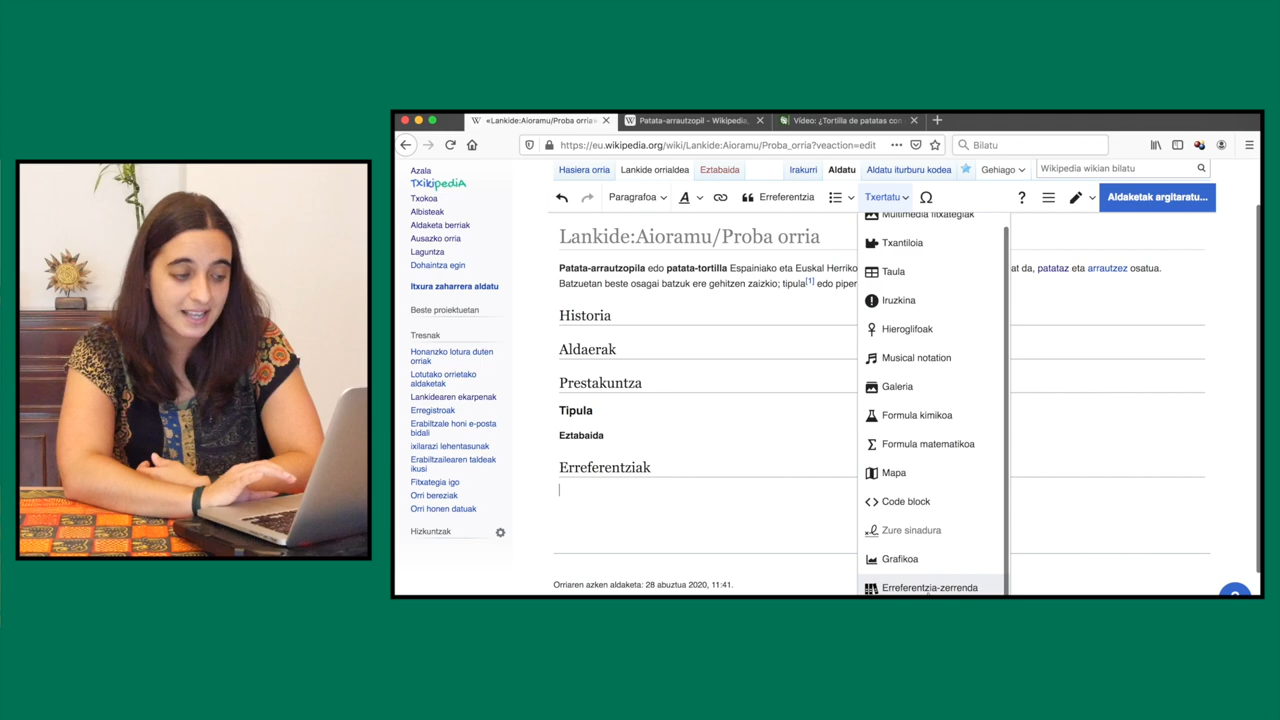 «Lankide:Aioramu/Proba orria»
Patata-arrautzopil - Wikipedia,
Vídeo: ¿Tortilla de patatas con
https://eu.wikipedia.org/wiki/Lankide:Aioramu/Proba_orria?veaction=edit
Bilatu
Azala
TXikipediA
Txokoa
Albisteak
Aldaketa berriak
Ausazko orria
Laguntza
Dohaintza egin
Itxura zaharrera aldatu
Beste proiektuetan
Tresnak
Honanzko lotura duten
orriak
Lotutako orrietako
aldaketak
Lankidearen ekarpenak
Erregistroak
Erabiltzaile honi e-posta
bidali
ixilarazi lehentasunak
Erabiltzailearen taldeak
ikusi
Fitxategia igo
Orri bereziak
Orri honen datuak
Hizkuntzak
Hasiera orria
Lankide orrialdea
Eztabaida
Irakurri
Aldatu
Aldatu iturburu kodea
Gehiago
Wikipedia wikian bilatu
Paragrafoa
A
Erreferentzia
Txertatu
Ω
?
Aldaketak argitaratu...
Lankide:Aioramu/Proba orria
Patata-arrautzopila edo patata-tortilla Espainiako eta Euskal Herriko at da, patataz eta arrautzez osatua.
Batzuetan beste osagai batzuk ere gehitzen zaizkio; tipula[1] edo piper
Historia
Aldaerak
Prestakuntza
Tipula
Eztabaida
Erreferentziak
Orriaren azken aldaketa: 28 abuztua 2020, 11:41.
Multimedia fitxategiak
Txantiloia
Taula
Iruzkina
Hieroglifoak
Musical notation
Galeria
Formula kimikoa
Formula matematikoa
Mapa
Code block
Zure sinadura
Grafikoa
Erreferentzia-zerrenda